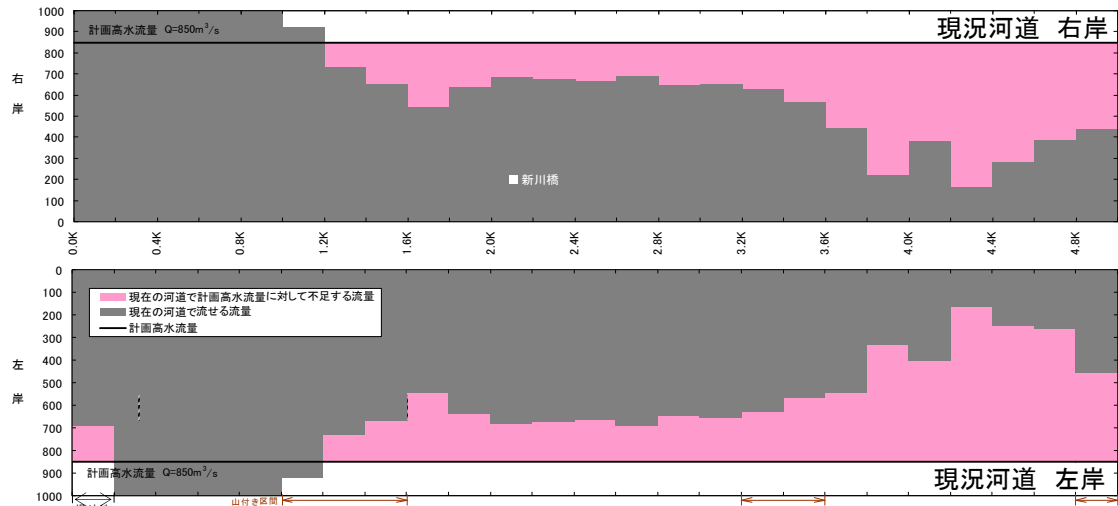 現況河道 右岸
計画高水流量 Q=850m³/s
右
岸
1000
900
800
700
600
500
400
300
200
100
0
新川橋
0.0K
0.4K
0.8K
1.2K
1.6K
2.0K
2.4K
2.8K
3.2K
3.6K
4.0K
4.4K
4.8K
左
岸
0
100
200
300
400
500
600
700
800
900
1000
現在の河道で計画高水流量に対して不足する流量
現在の河道で流せる流量
計画高水流量
計画高水流量 Q=850m³/s
現況河道 左岸
山付き区間